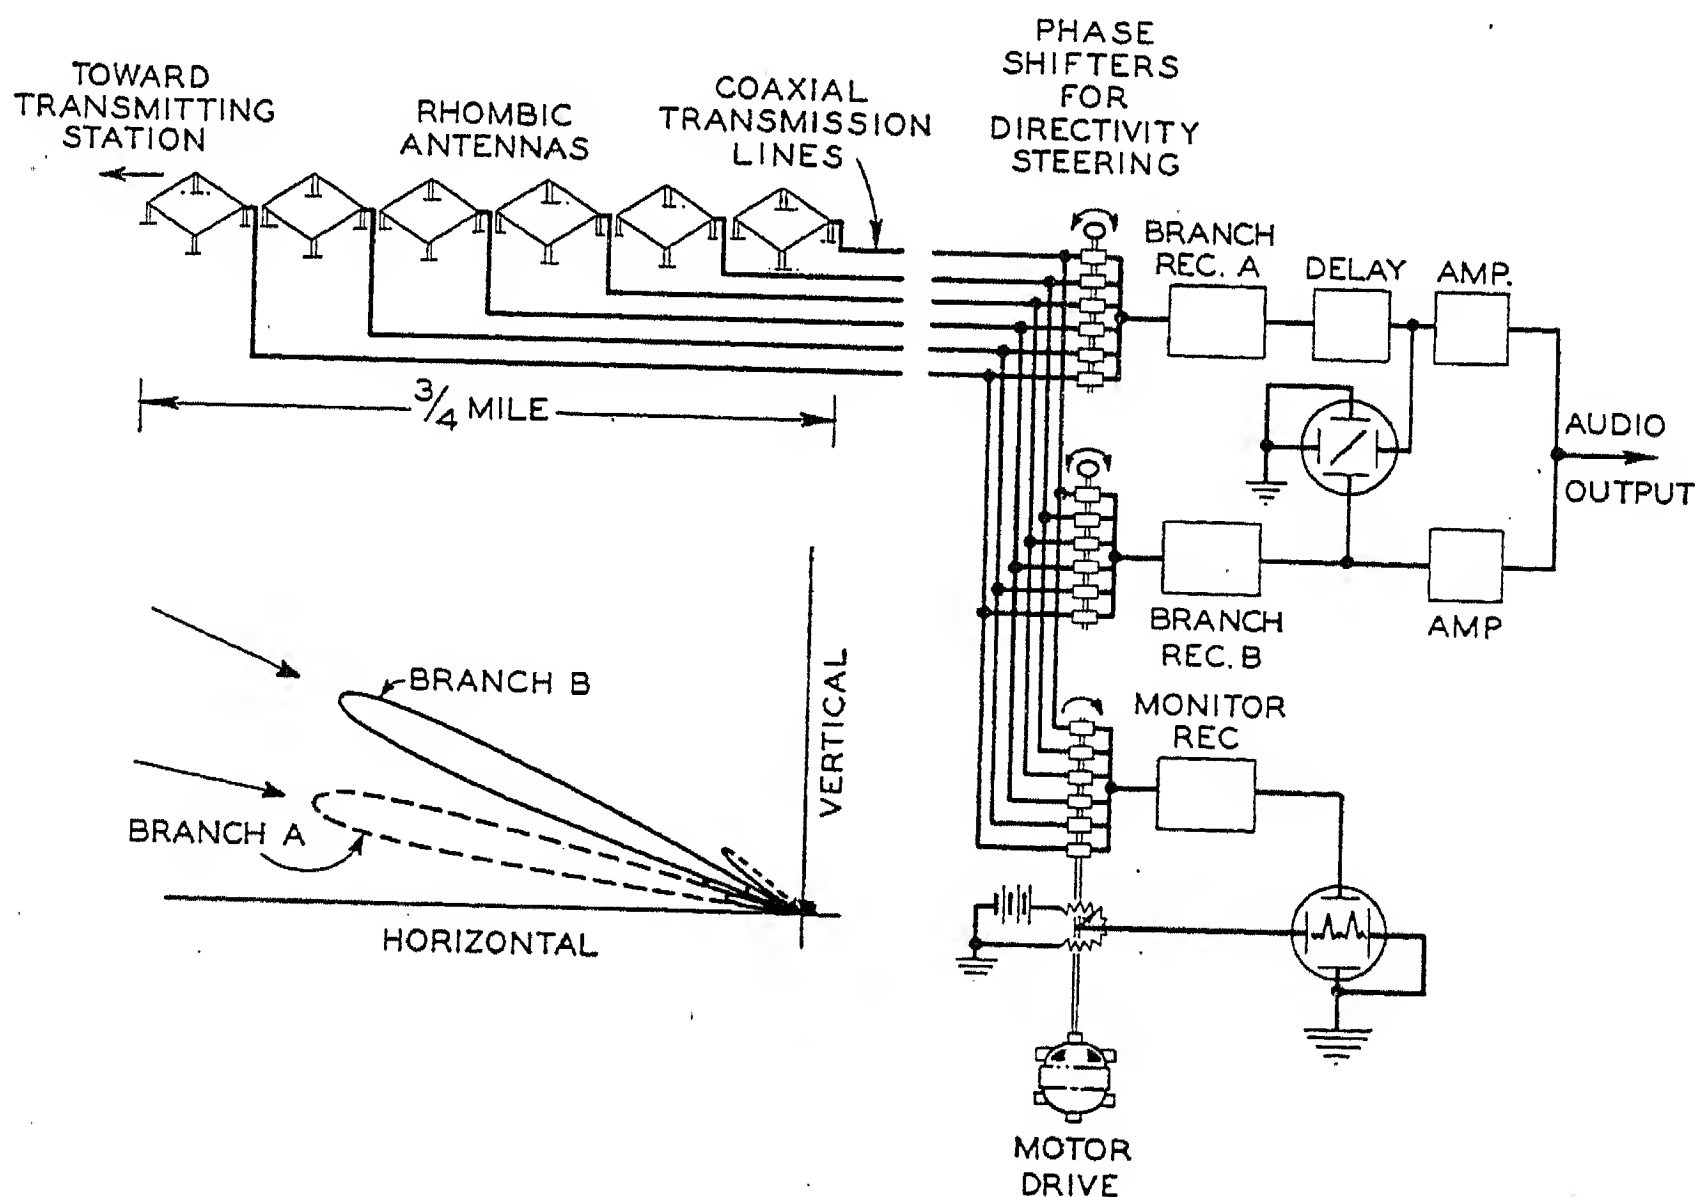 TOWARD
TRANSMITTING
STATION
RHOMBIC
ANTENNAS
COAXIAL
TRANSMISSION
LINES
PHASE
SHIFTERS
FOR
DIRECTIVITY
STEERING
BRANCH
REC. A
DELAY
AMP.
3/4 MILE
AUDIO
OUTPUT
BRANCH
REC. B
AMP
BRANCH B
BRANCH A
VERTICAL
HORIZONTAL
MONITOR
REC
MOTOR
DRIVE